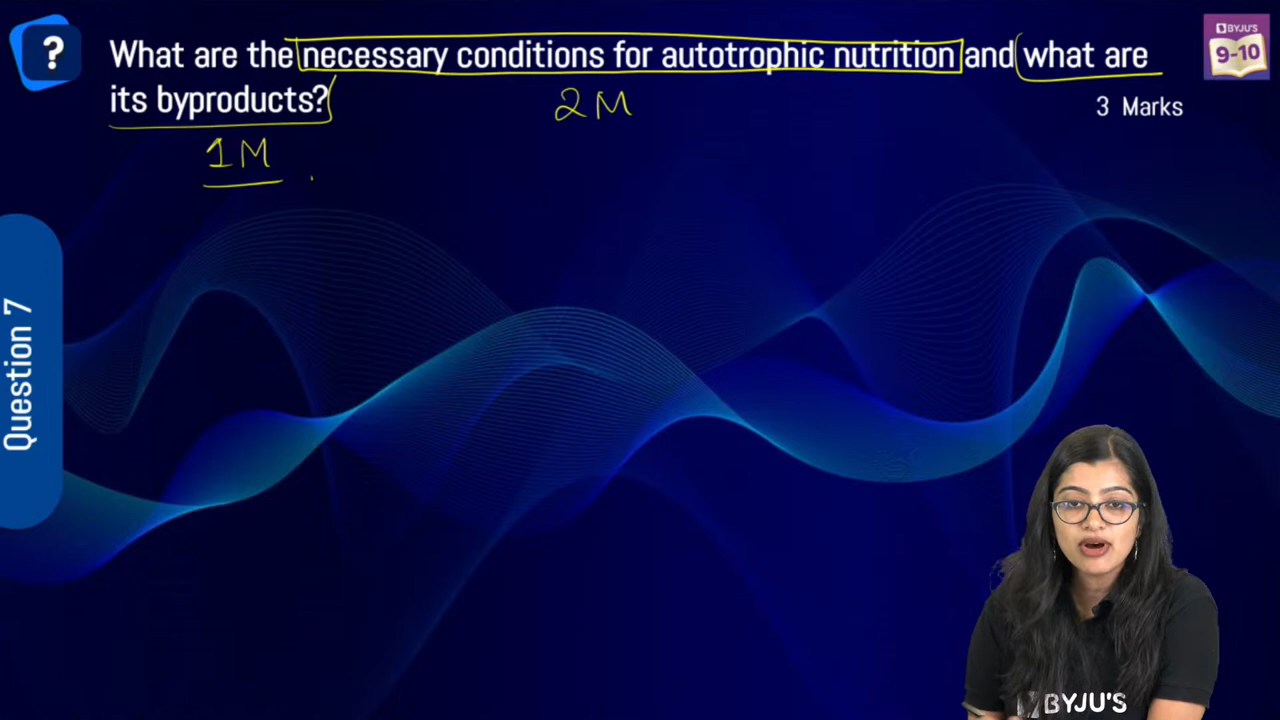 ?
What are the necessary conditions for autotrophic nutrition and what are
its byproducts?
2M
3 Marks
1M
BYJU'S
9-10
Question 7
BYJU'S